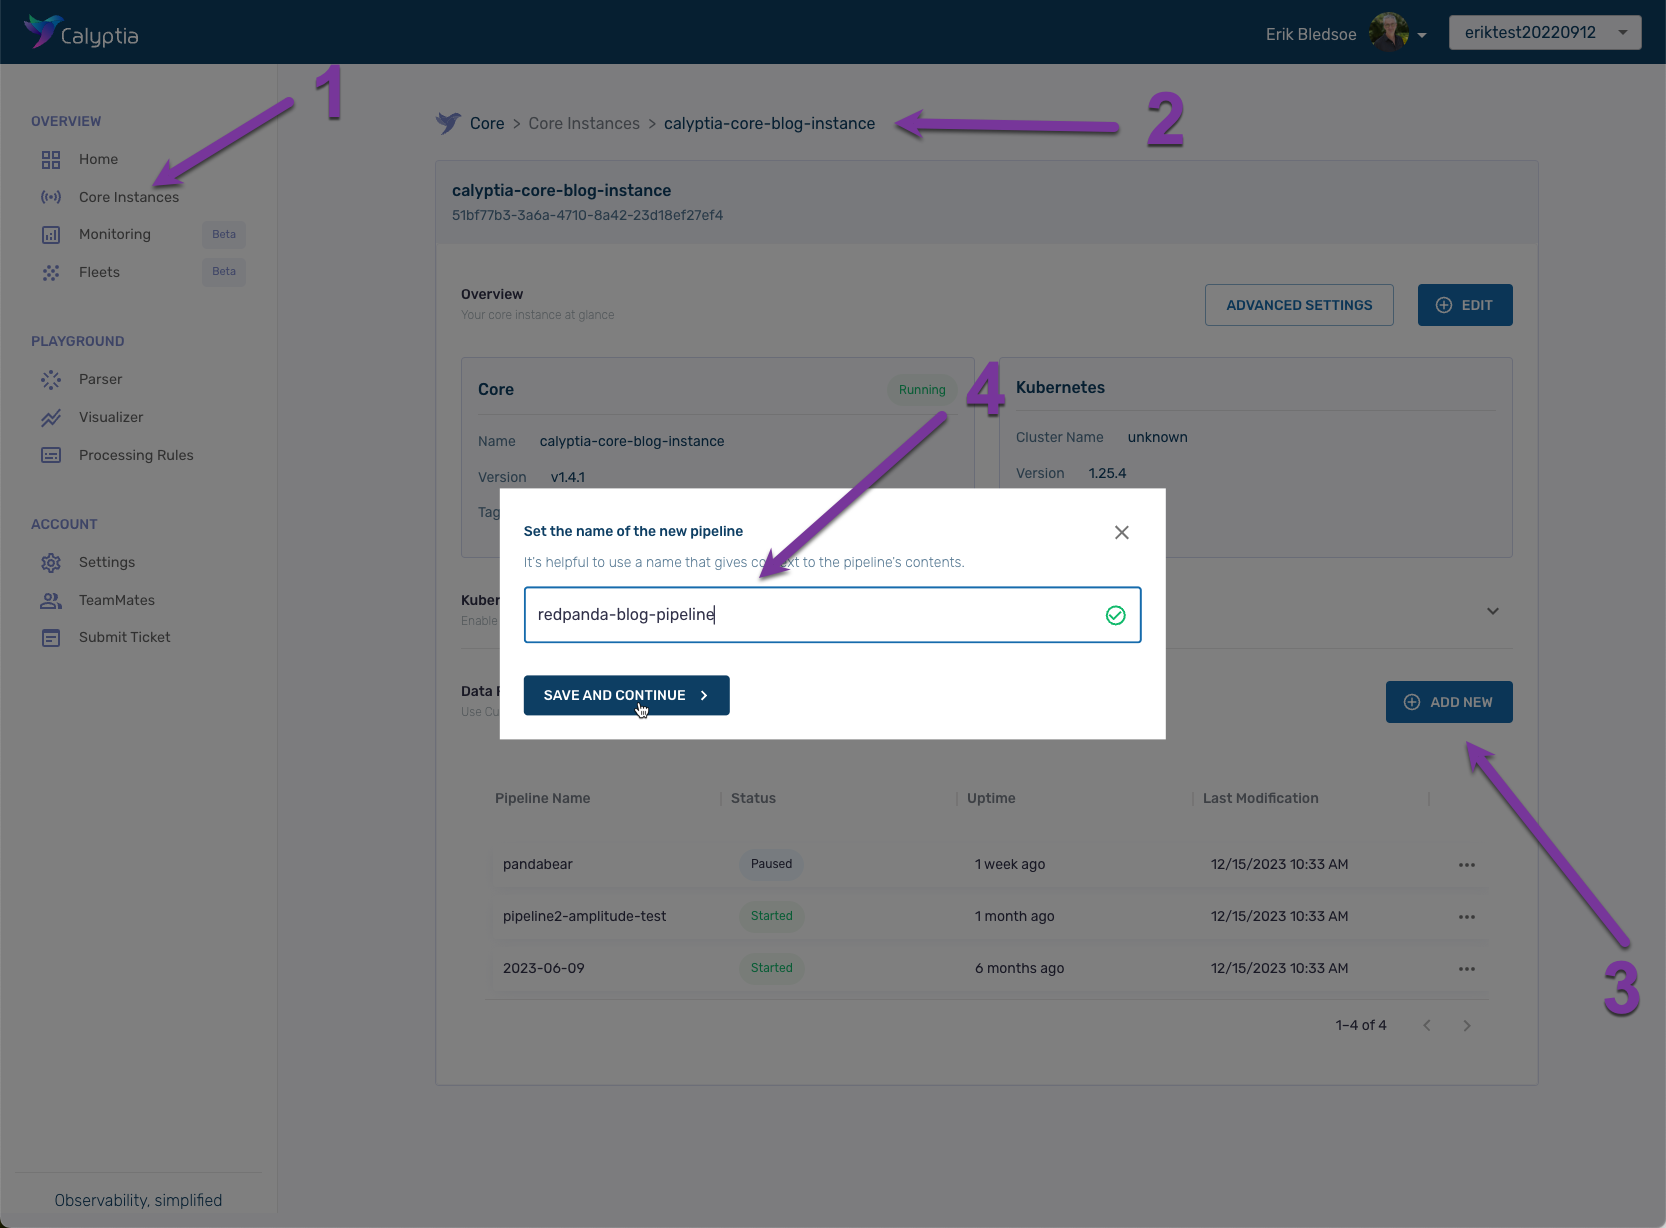 Calyptia
Erik Bledsoe
eriktest20220912
1
OVERVIEW
Home
Core Instances
Monitoring Beta
Fleets Beta
PLAYGROUND
Parser
Visualizer
Processing Rules
ACCOUNT
Settings
TeamMates
Submit Ticket
Observability, simplified
Core > Core Instances > calyptia-core-blog-instance
2
calyptia-core-blog-instance
51bf77b3-3a6a-4710-8a42-23d18ef27ef4
Overview
Your core instance at glance
ADVANCED SETTINGS
EDIT
Core Running
Name calyptia-core-blog-instance
Version v1.4.1
4
Kubernetes
Cluster Name unknown
Version 1.25.4
Set the name of the new pipeline
It's helpful to use a name that gives to the pipeline's contents.
redpanda-blog-pipeline
SAVE AND CONTINUE
Enable
Data
Use
ADD NEW
3
Pipeline Name Status Uptime Last Modification
pandabear Paused 1 week ago 12/15/2023 10:33 AM
pipeline2-amplitude-test Started 1 month ago 12/15/2023 10:33 AM
2023-06-09 Started 6 months ago 12/15/2023 10:33 AM
1–4 of 4